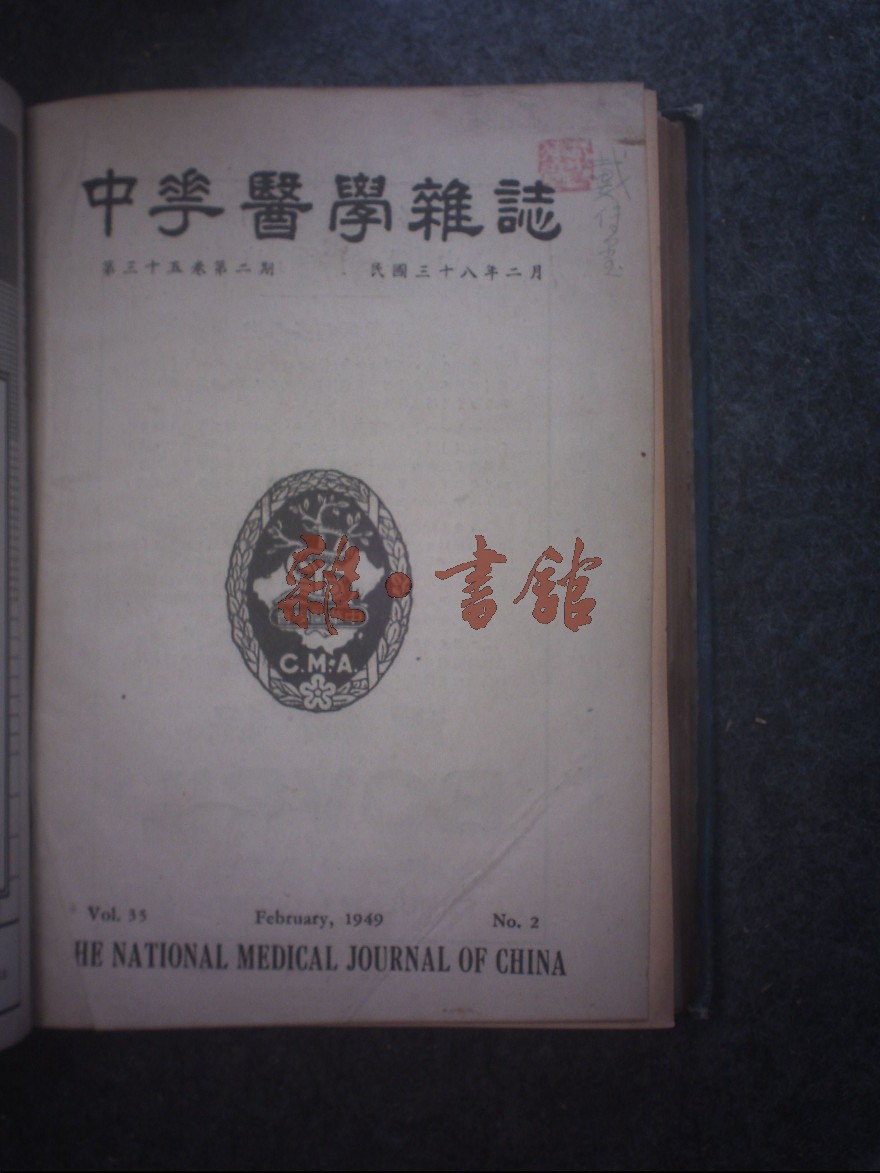 中華醫學雜誌
第三十五卷第二期 民國三十八年二月
C.M.A.
雜·書館
Vol. 35 February, 1949 No. 2
HE NATIONAL MEDICAL JOURNAL OF CHINA